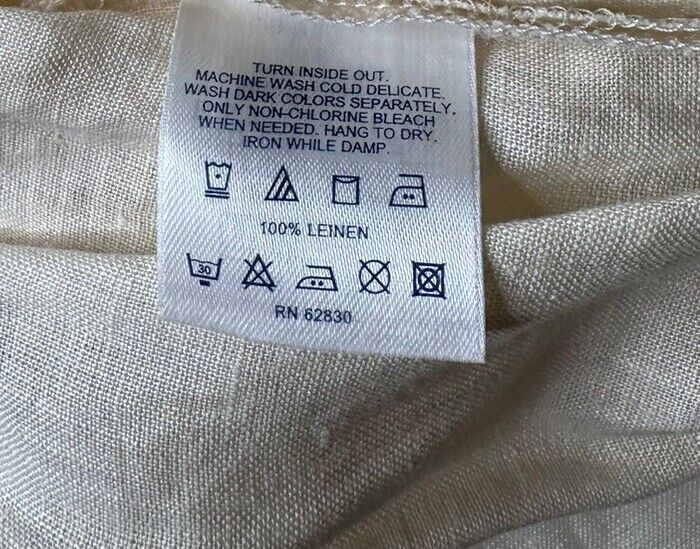 TURN INSIDE OUT.
MACHINE WASH COLD DELICATE.
WASH DARK COLORS SEPARATELY,
ONLY NON-CHLORINE BLEACH
WHEN NEEDED. HANG TO DRY.
IRON WHILE DAMP.
100% LEINEN
30
RN 62830